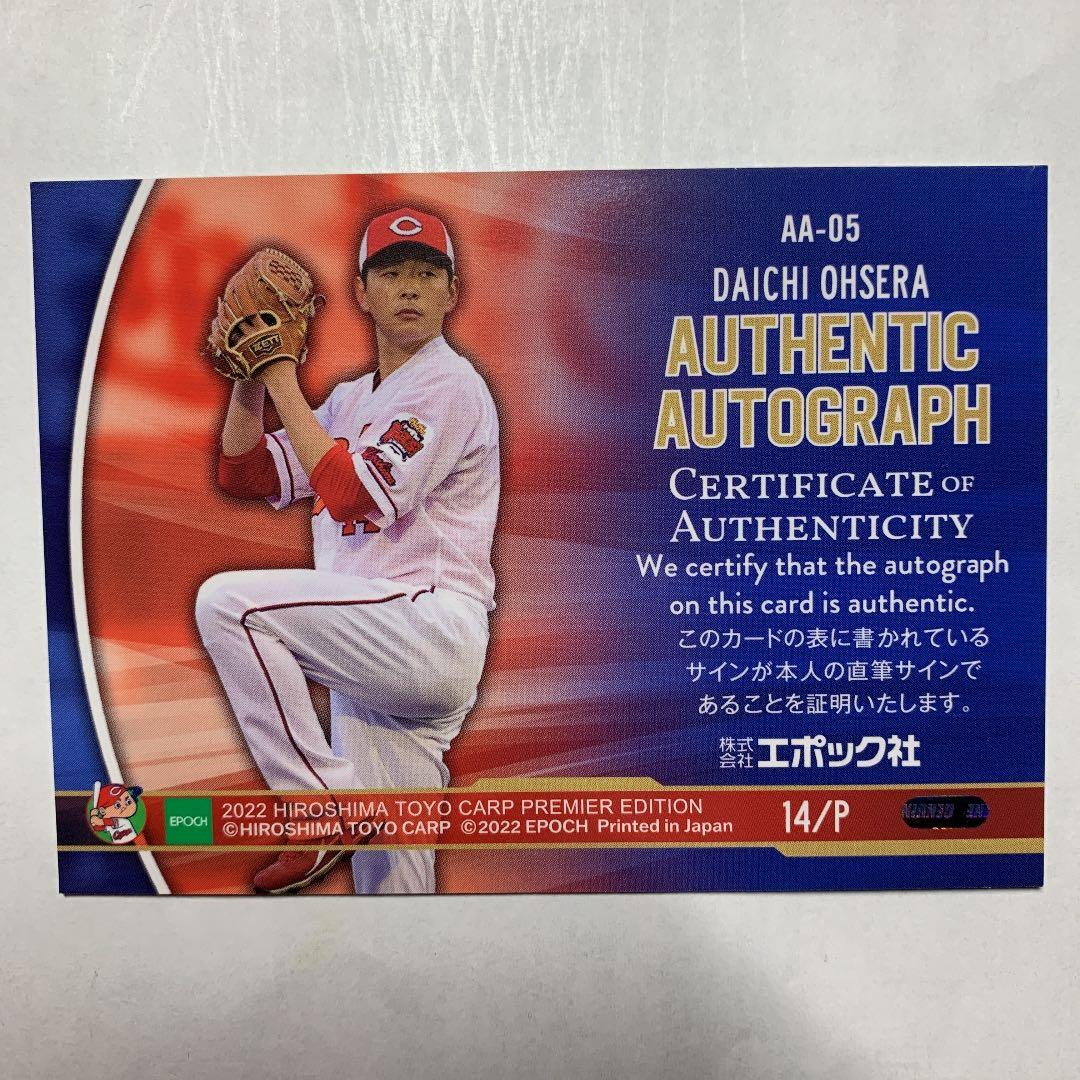 AA-05
DAICHI OHSERA
AUTHENTIC
AUTOGRAPH
CERTIFICATE OF
AUTHENTICITY
We certify that the autograph
on this card is authentic.
このカードの表に書かれている
サインが本人の直筆サインで
あることを証明いたします。
株式会社エポック社
EPOCH
2022 HIROSHIMA TOYO CARP PREMIER EDITION
©HIROSHIMA TOYO CARP ©2022 EPOCH Printed in Japan
14/P
C
ZETT